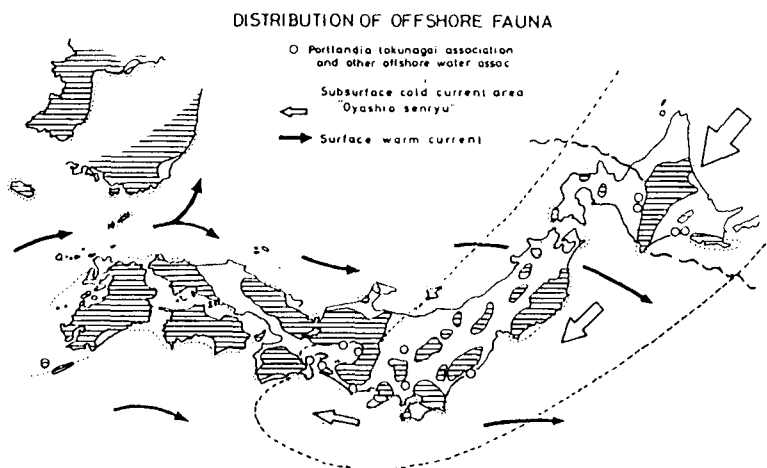 DISTRIBUTION OF OFFSHORE FAUNA
Portlandia tokunagai association
and other offshore water assoc
Subsurface cold current area
"Oyashio senryu"
Surface warm current